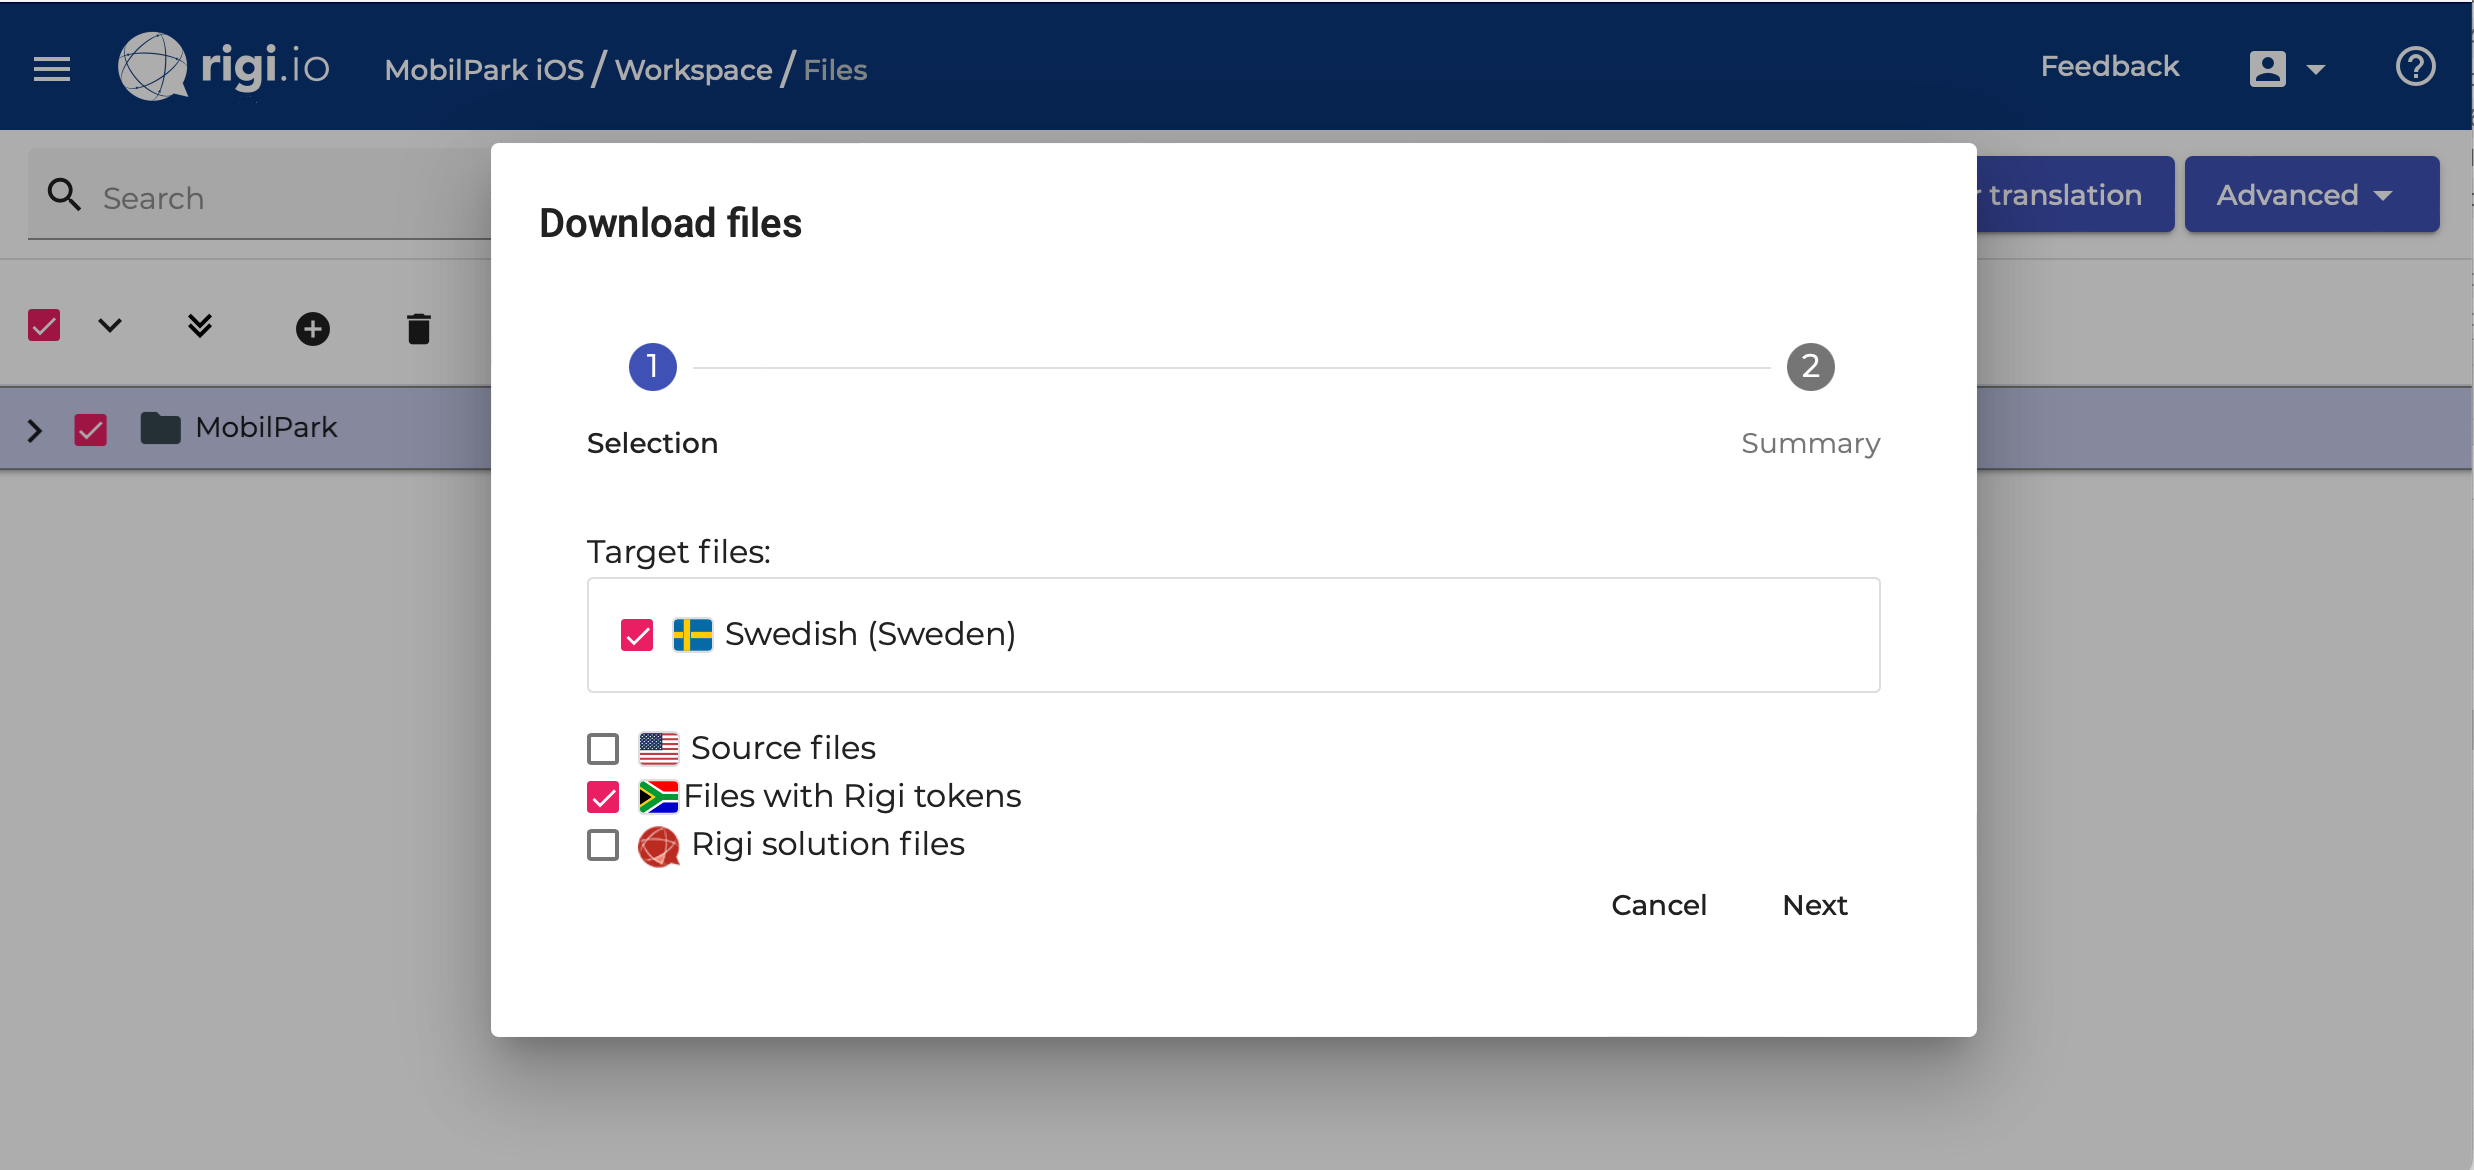 rigi.io MobilPark iOS / Workspace / Files Feedback
Search
translation
Advanced
MobilPark
Download files
1 2
Selection Summary
Target files:
Swedish (Sweden)
Source files
Files with Rigi tokens
Rigi solution files
Cancel Next